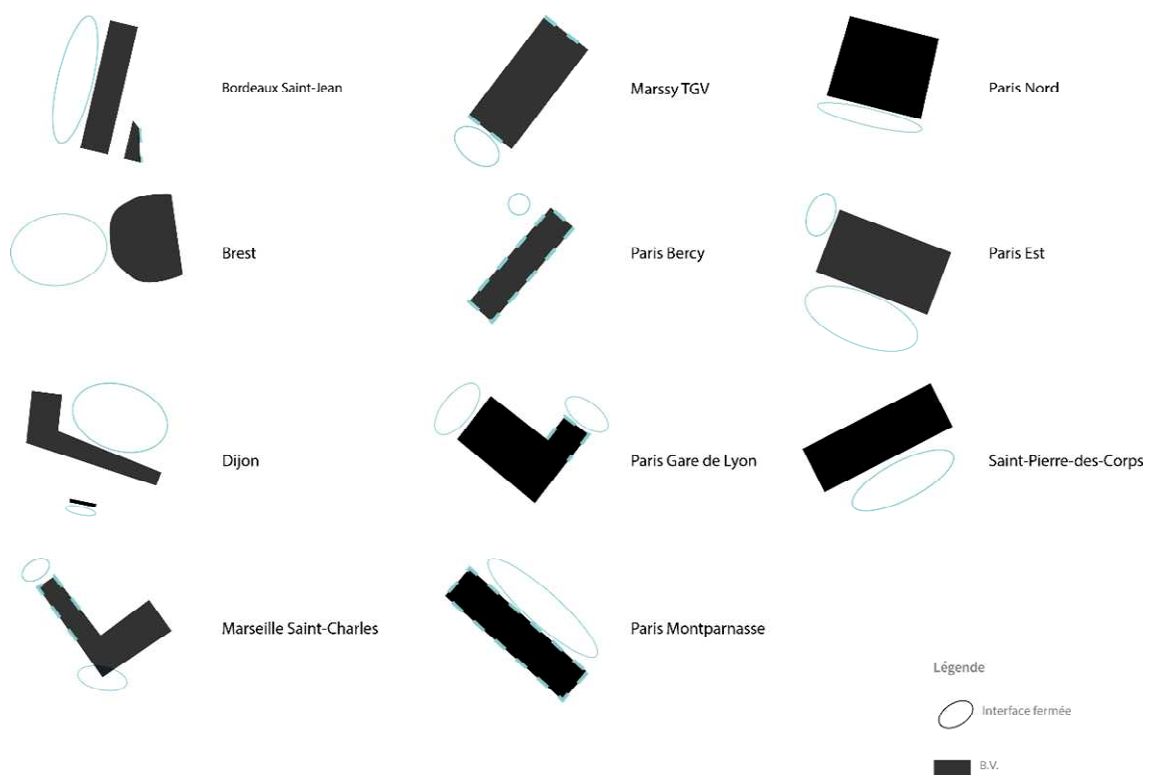 Bordeaux Saint-Jean
Marssy TGV
Paris Nord
Brest
Paris Bercy
Paris Est
Dijon
Paris Gare de Lyon
Saint-Pierre-des-Corps
Marseille Saint-Charles
Paris Montparnasse
Légende
Interface fermée
B.V.